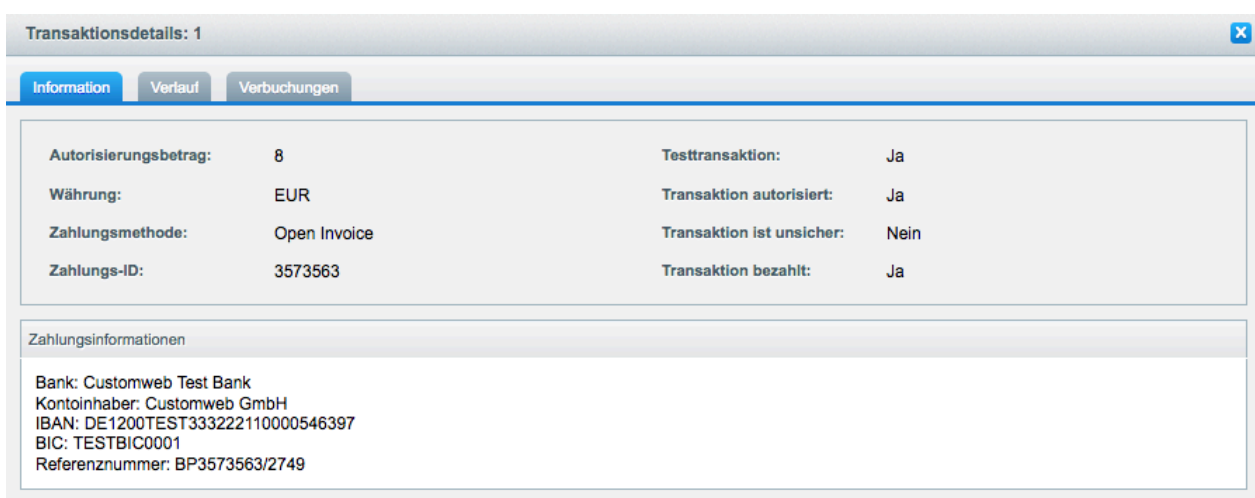 Transaktionsdetails: 1
Information Verlauf Verbuchungen
Autorisierungsbetrag: 8 Testtransaktion: Ja
Währung: EUR Transaktion autorisiert: Ja
Zahlungsmethode: Open Invoice Transaktion ist unsicher: Nein
Zahlungs-ID: 3573563 Transaktion bezahlt: Ja
Zahlungsinformationen
Bank: Customweb Test Bank
Kontoinhaber: Customweb GmbH
IBAN: DE1200TEST333222110000546397
BIC: TESTBIC0001
Referenznummer: BP3573563/2749